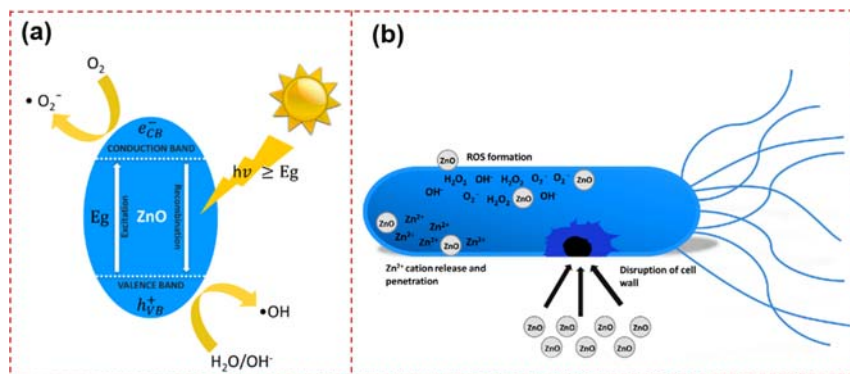 (a)
O₂
• O₂⁻
e⁻CB
CONDUCTION BAND
hν ≥ Eg
Eg
Excitation
ZnO
Recombination
VALENCE BAND
h⁺VB
•OH
H₂O/OH⁻
(b)
ZnO
ROS formation
H₂O₂ OH⁻ H₂O₂ O₂⁻ O₂⁻ ZnO
OH⁻ O₂⁻ H₂O₂ ZnO OH⁻
ZnO Zn²⁺ Zn²⁺
Zn²⁺ Zn²⁺ ZnO Zn²⁺
Zn²⁺ cation release and
penetration
Disruption of cell
wall
ZnO ZnO ZnO ZnO
ZnO ZnO ZnO